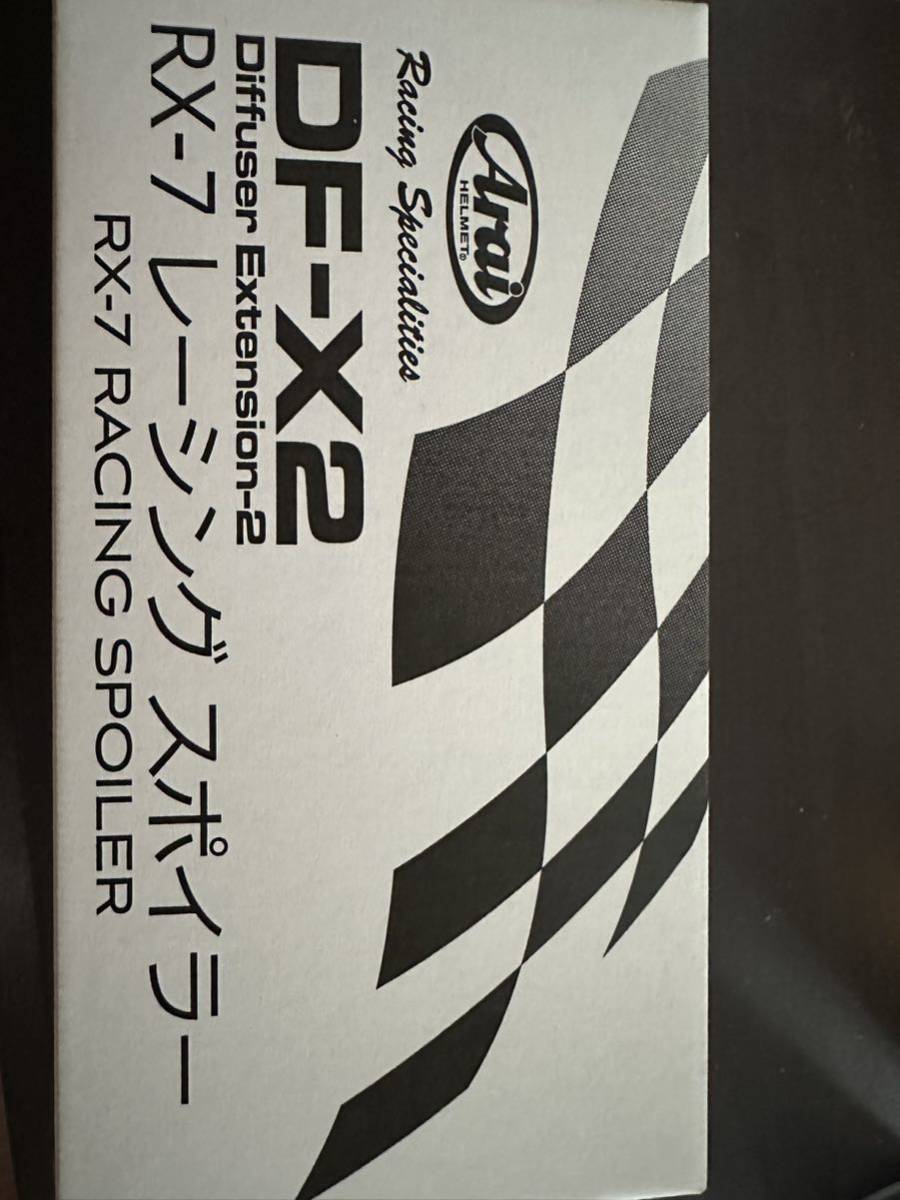 Arai
HELMET®
Racing Specialities
DF-X2
Diffuser Extension-2
RX-7 レーシング スポイラー
RX-7 RACING SPOILER